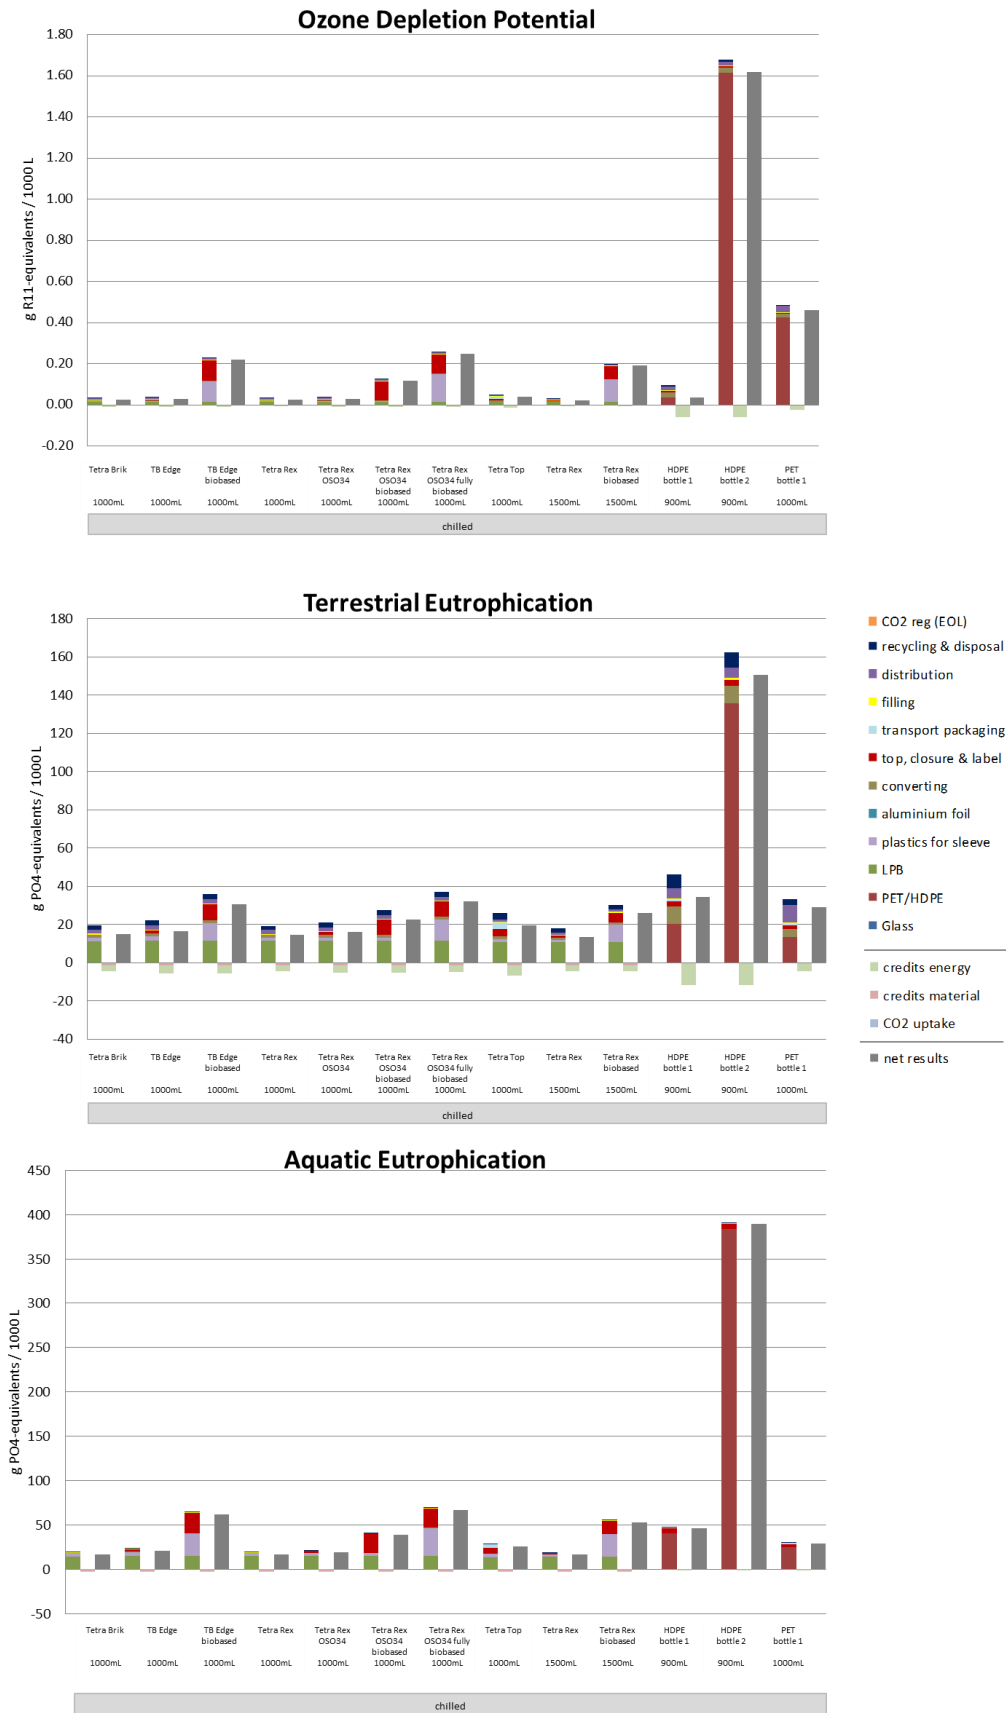 Ozone Depletion Potential
g R11-equivalents / 1000 L
1.80
1.60
1.40
1.20
1.00
0.80
0.60
0.40
0.20
0.00
-0.20
Tetra Brik TB Edge TB Edge Tetra Rex Tetra Rex Tetra Rex Tetra Rex Tetra Top Tetra Rex Tetra Rex HDPE HDPE PET
biobased OSO34 OSO34 OSO34 fully biobased bottle 1 bottle 2 bottle 1
biobased biobased
1000mL 1000mL 1000mL 1000mL 1000mL 1000mL 1000mL 1000mL 1500mL 1500mL 900mL 900mL 1000mL
chilled
Terrestrial Eutrophication
g PO4-equivalents / 1000 L
180
160
140
120
100
80
60
40
20
0
-20
-40
Tetra Brik TB Edge TB Edge Tetra Rex Tetra Rex Tetra Rex Tetra Rex Tetra Top Tetra Rex Tetra Rex HDPE HDPE PET
biobased OSO34 OSO34 OSO34 fully biobased bottle 1 bottle 2 bottle 1
biobased biobased
1000mL 1000mL 1000mL 1000mL 1000mL 1000mL 1000mL 1000mL 1500mL 1500mL 900mL 900mL 1000mL
chilled
CO2 reg (EOL)
recycling & disposal
distribution
filling
transport packaging
top, closure & label
converting
aluminium foil
plastics for sleeve
LPB
PET/HDPE
Glass
credits energy
credits material
CO2 uptake
net results
Aquatic Eutrophication
g PO4-equivalents / 1000 L
450
400
350
300
250
200
150
100
50
0
-50
Tetra Brik TB Edge TB Edge Tetra Rex Tetra Rex Tetra Rex Tetra Rex Tetra Top Tetra Rex Tetra Rex HDPE HDPE PET
biobased OSO34 OSO34 OSO34 fully biobased bottle 1 bottle 2 bottle 1
biobased biobased
1000mL 1000mL 1000mL 1000mL 1000mL 1000mL 1000mL 1000mL 1500mL 1500mL 900mL 900mL 1000mL
chilled